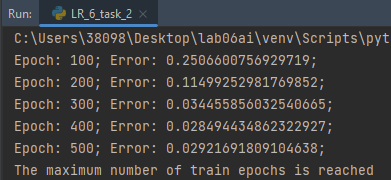 Run: LR_6_task_2 ×
C:\Users\38098\Desktop\lab06ai\venv\Scripts\pyt
Epoch: 100; Error: 0.2506600756929719;
Epoch: 200; Error: 0.11499252981769852;
Epoch: 300; Error: 0.034455856032540665;
Epoch: 400; Error: 0.028494434862322927;
Epoch: 500; Error: 0.02921691809104638;
The maximum number of train epochs is reached